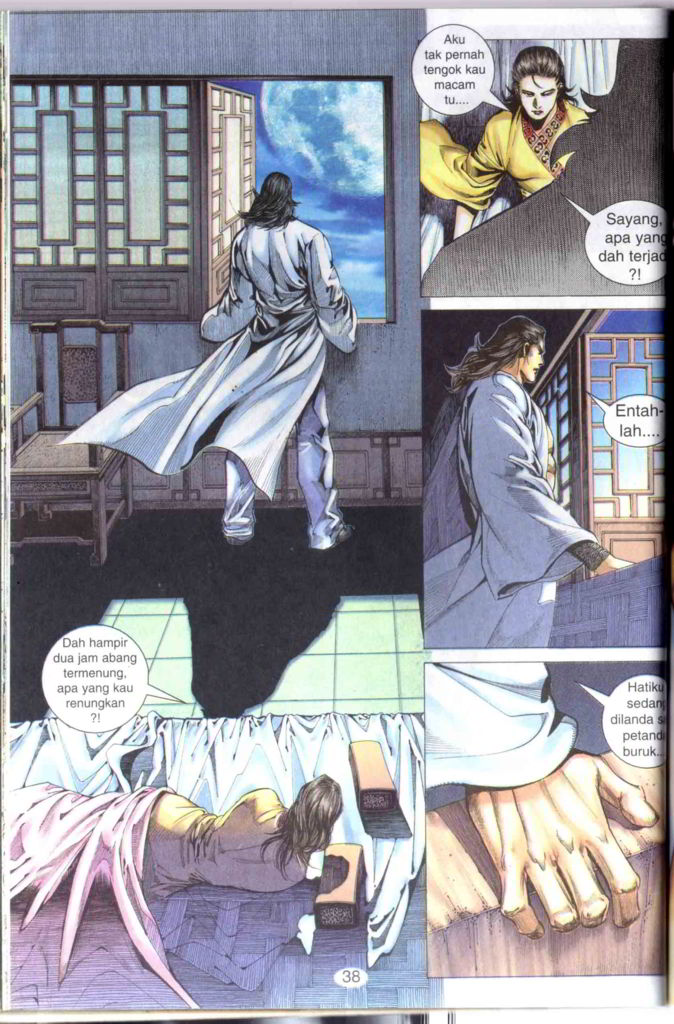 Dah hampir
dua jam abang
termenung,
apa yang kau
renungkan
?!
Aku
tak pernah
tengok kau
macam
tu....
Sayang,
apa yang
dah terjad
?!
Entah-
lah....
Hatiku
sedang
dilanda s
petand
buruk...
38